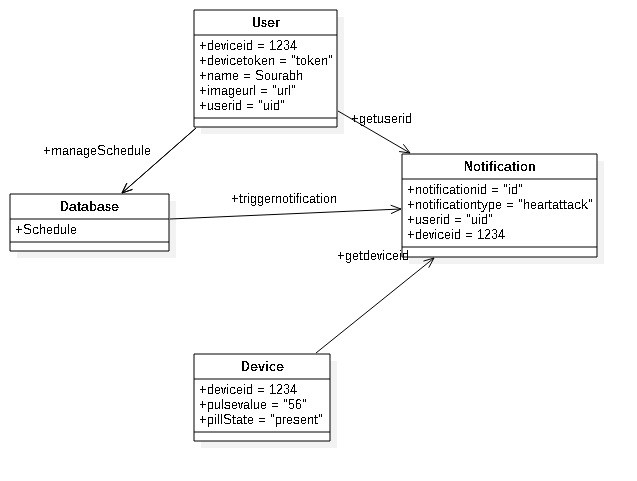 User
+deviceid = 1234
+devicetoken = "token"
+name = Sourabh
+imageurl = "url"
+userid = "uid"
+getuserid
+manageSchedule
Notification
+notificationid = "id"
+notificationtype = "heartattack"
+userid = "uid"
+deviceid = 1234
Database
+Schedule
+triggernotification
+getdeviceid
Device
+deviceid = 1234
+pulsevalue = "56"
+pillState = "present"